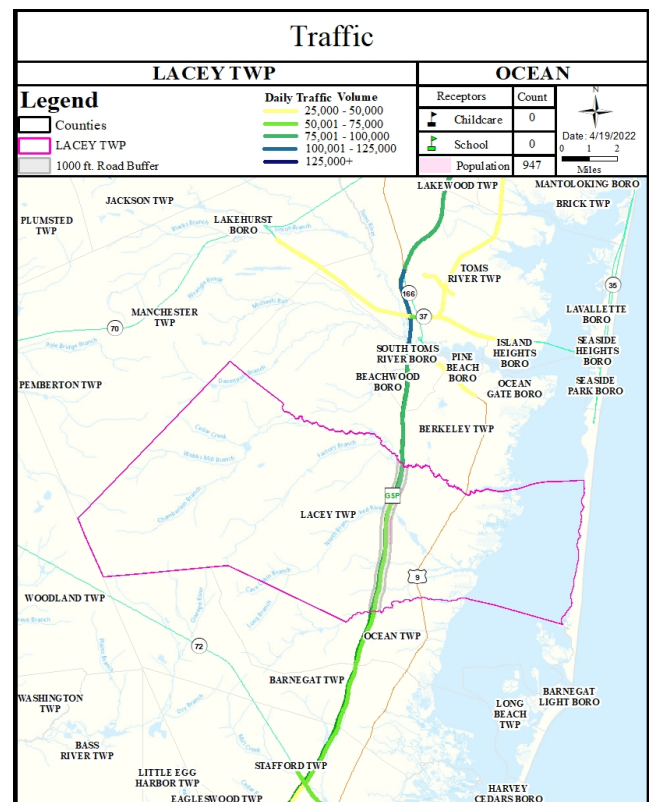 Traffic
LACEY TWP
OCEAN
Legend
Counties
LACEY TWP
1000 ft. Road Buffer
Daily Traffic Volume
25,000 - 50,000
50,001 - 75,000
75,001 - 100,000
100,001 - 125,000
125,000+
Receptors Count
Childcare 0
School 0
Population 947
N
Date: 4/19/2022
0 1 2
Miles
LAKEWOOD TWP
MANTOLOKING BORO
JACKSON TWP
BRICK TWP
PLUMSTED
TWP
LAKEHURST
BORO
TOMS
RIVER TWP
35
166
37
MANCHESTER
TWP
70
LAVALLETTE
BORO
SOUTH TOMS
RIVER BORO
PINE
BEACH
BORO
ISLAND
HEIGHTS
BORO
SEASIDE
HEIGHTS
BORO
PEMBERTON TWP
BEACHWOOD
BORO
OCEAN
GATE BORO
SEASIDE
PARK BORO
BERKELEY TWP
Cedar Creek
Factory Branch
GSP
LACEY TWP
9
WOODLAND TWP
72
OCEAN TWP
BARNEGAT TWP
WASHINGTON
TWP
BARNEGAT
LIGHT BORO
LONG
BEACH
TWP
BASS
RIVER TWP
STAFFORD TWP
LITTLE EGG
HARBOR TWP
EAGLESWOOD TWP
HARVEY
CEDARS BORO